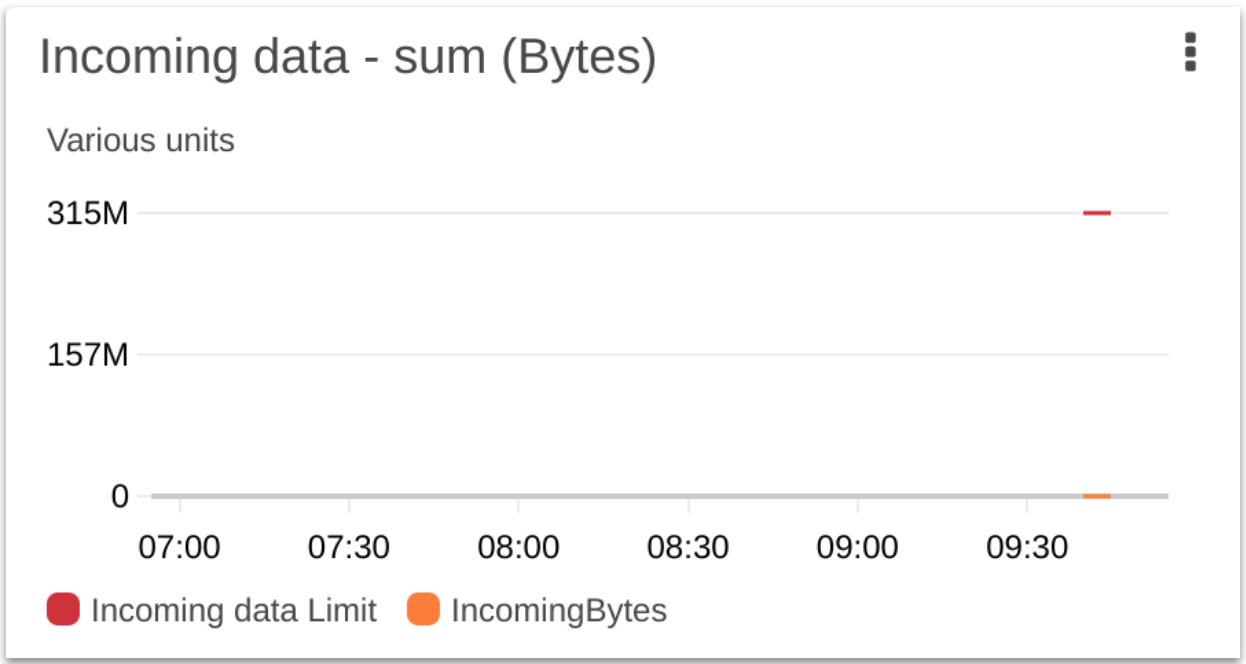 Incoming data - sum (Bytes)
Various units
315M
157M
0
07:00 07:30 08:00 08:30 09:00 09:30
Incoming data Limit IncomingBytes